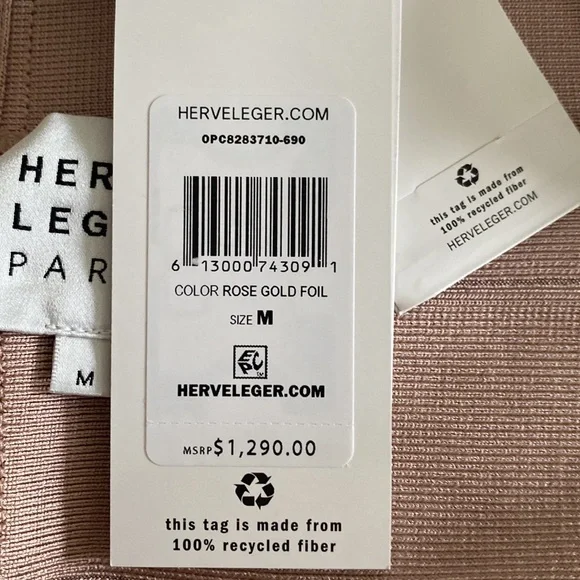 HER
LEG
PAR
M
HERVELEGER.COM
0PC8283710-690
6 13000 74309 1
COLOR ROSE GOLD FOIL
SIZE M
EPC
HERVELEGER.COM
MSRP $1,290.00
this tag is made from
100% recycled fiber
this tag is made from
100% recycled fiber
HERVELEGER.COM